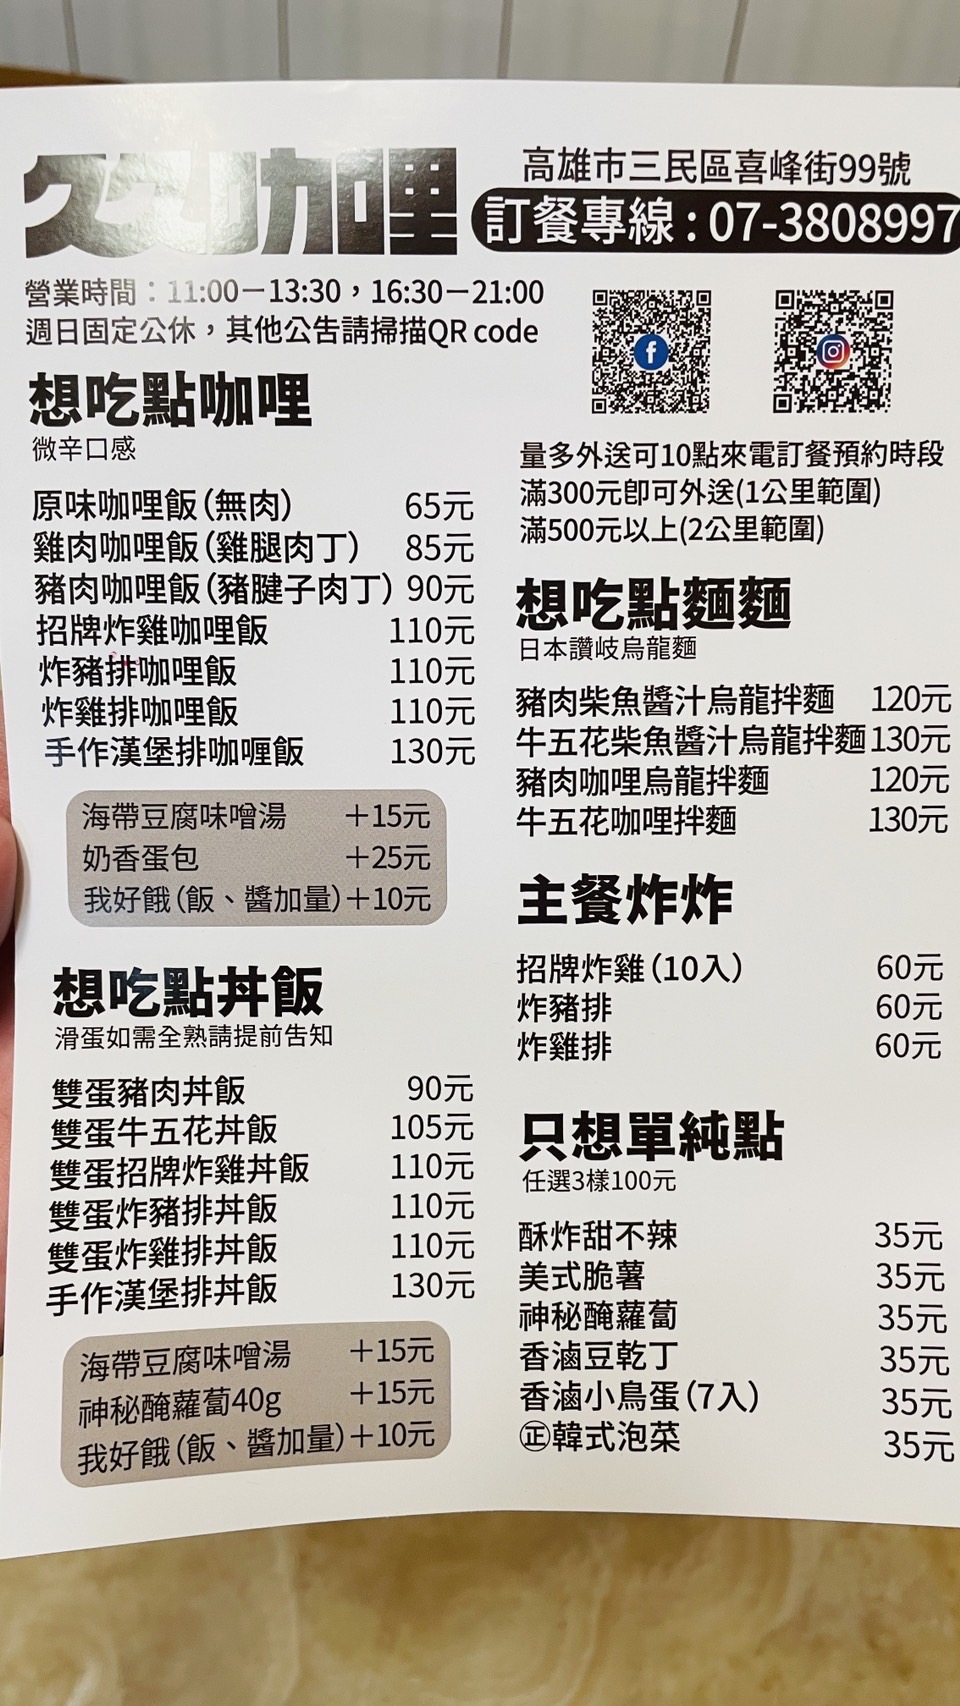 久久咖哩
高雄市三民區喜峰街99號
訂餐專線:07-3808997
營業時間：11:00－13:30，16:30－21:00
週日固定公休，其他公告請掃描QR code
想吃點咖哩
微辛口感
原味咖哩飯(無肉) 65元
雞肉咖哩飯(雞腿肉丁) 85元
豬肉咖哩飯(豬腱子肉丁) 90元
招牌炸雞咖哩飯 110元
炸豬排咖哩飯 110元
炸雞排咖哩飯 110元
手作漢堡排咖喱飯 130元
海帶豆腐味噌湯 +15元
奶香蛋包 +25元
我好餓(飯、醬加量)+10元
想吃點丼飯
滑蛋如需全熟請提前告知
雙蛋豬肉丼飯 90元
雙蛋牛五花丼飯 105元
雙蛋招牌炸雞丼飯 110元
雙蛋炸豬排丼飯 110元
雙蛋炸雞排丼飯 110元
手作漢堡排丼飯 130元
海帶豆腐味噌湯 +15元
神秘醃蘿蔔40g +15元
我好餓(飯、醬加量)+10元
量多外送可10點來電訂餐預約時段
滿300元即可外送(1公里範圍)
滿500元以上(2公里範圍)
想吃點麵麵
日本讚岐烏龍麵
豬肉柴魚醬汁烏龍拌麵 120元
牛五花柴魚醬汁烏龍拌麵 130元
豬肉咖哩烏龍拌麵 120元
牛五花咖哩拌麵 130元
主餐炸炸
招牌炸雞(10入) 60元
炸豬排 60元
炸雞排 60元
只想單純點
任選3樣100元
酥炸甜不辣 35元
美式脆薯 35元
神秘醃蘿蔔 35元
香滷豆乾丁 35元
香滷小鳥蛋(7入) 35元
㊣韓式泡菜 35元